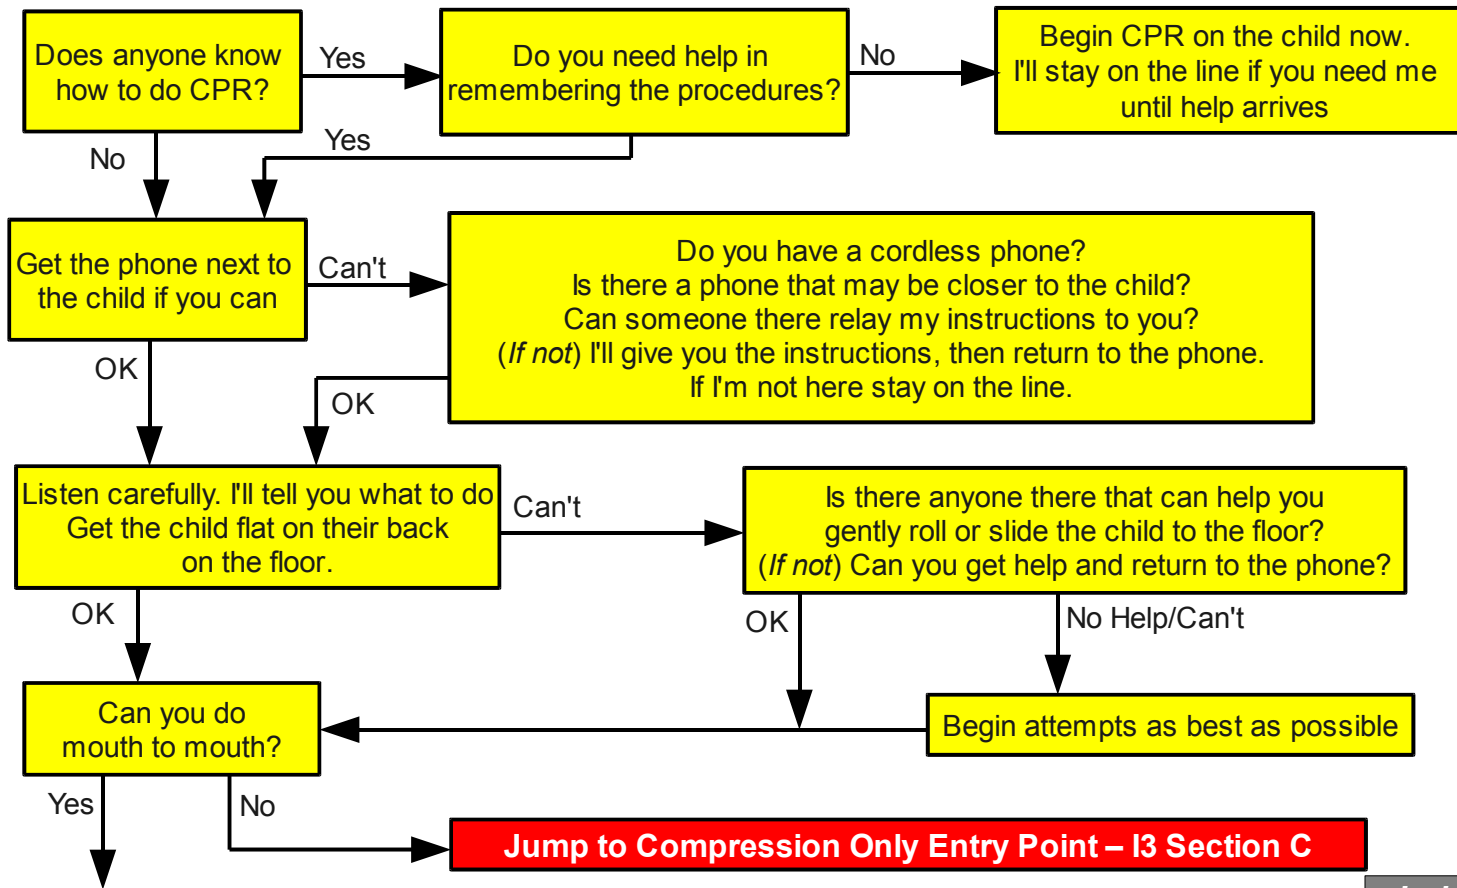 Does anyone know
how to do CPR?
Yes
Do you need help in
remembering the procedures?
No
Begin CPR on the child now.
I'll stay on the line if you need me
until help arrives
No
Yes
Get the phone next to
the child if you can
Can't
Do you have a cordless phone?
Is there a phone that may be closer to the child?
Can someone there relay my instructions to you?
(If not) I'll give you the instructions, then return to the phone.
If I'm not here stay on the line.
OK
OK
Listen carefully. I'll tell you what to do
Get the child flat on their back
on the floor.
Can't
Is there anyone there that can help you
gently roll or slide the child to the floor?
(If not) Can you get help and return to the phone?
OK
OK
No Help/Can't
Can you do
mouth to mouth?
Begin attempts as best as possible
Yes
No
Jump to Compression Only Entry Point – I3 Section C